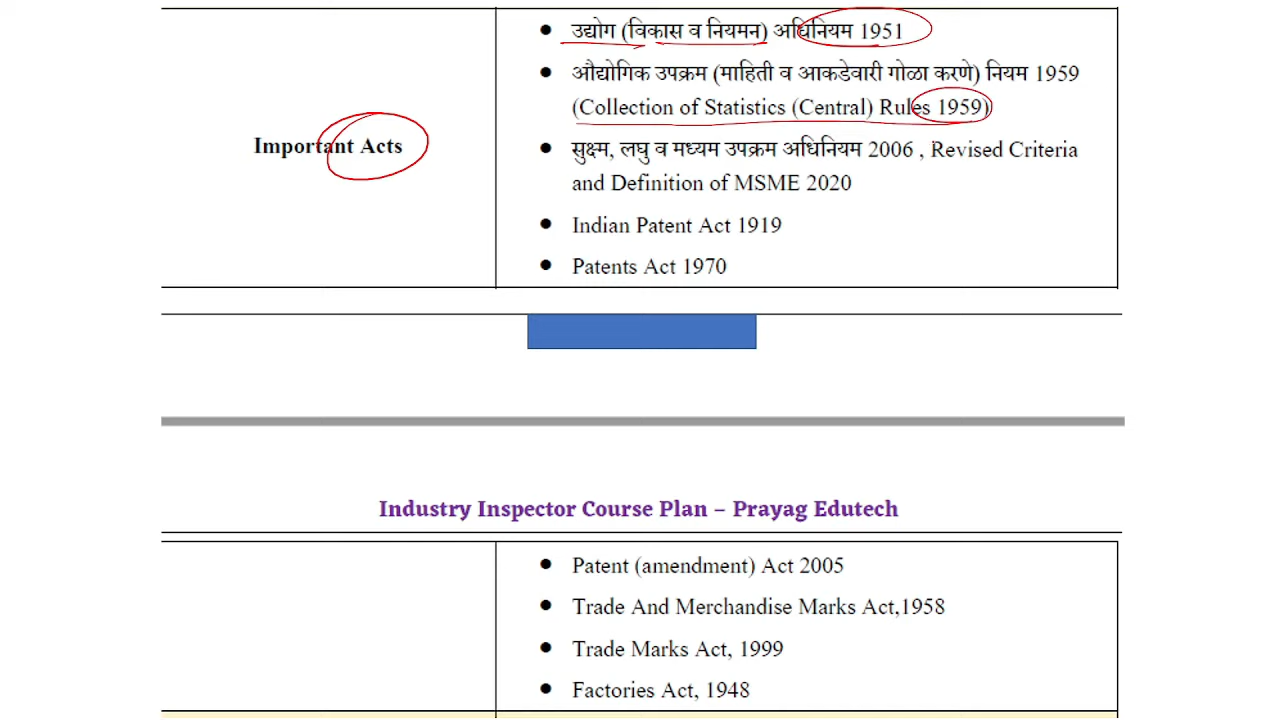 Important Acts
● उद्योग (विकास व नियमन) अधिनियम 1951
● औद्योगिक उपक्रम (माहिती व आकडेवारी गोळा करणे) नियम 1959
(Collection of Statistics (Central) Rules 1959)
● सुक्ष्म, लघु व मध्यम उपक्रम अधिनियम 2006 , Revised Criteria
and Definition of MSME 2020
● Indian Patent Act 1919
● Patents Act 1970
Industry Inspector Course Plan – Prayag Edutech
● Patent (amendment) Act 2005
● Trade And Merchandise Marks Act,1958
● Trade Marks Act, 1999
● Factories Act, 1948